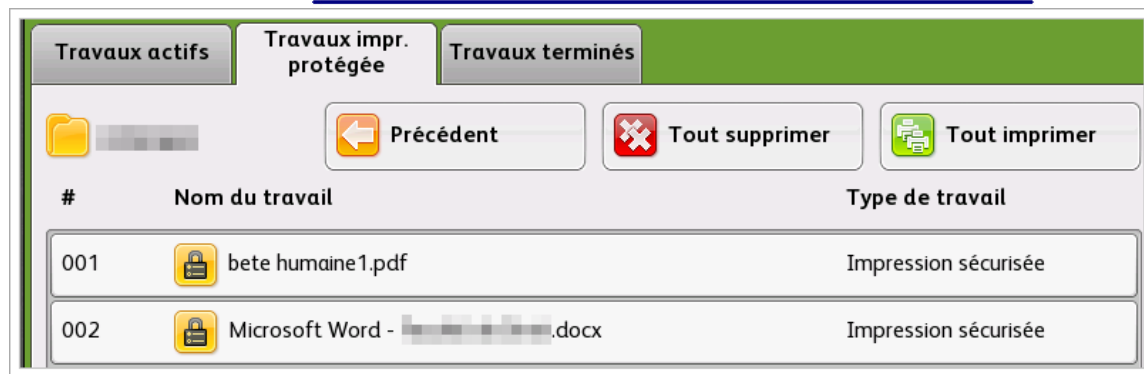 Travaux actifs
Travaux impr.
protégée
Travaux terminés
Précédent
Tout supprimer
Tout imprimer
# Nom du travail Type de travail
001 bete humaine1.pdf Impression sécurisée
002 Microsoft Word - .docx Impression sécurisée